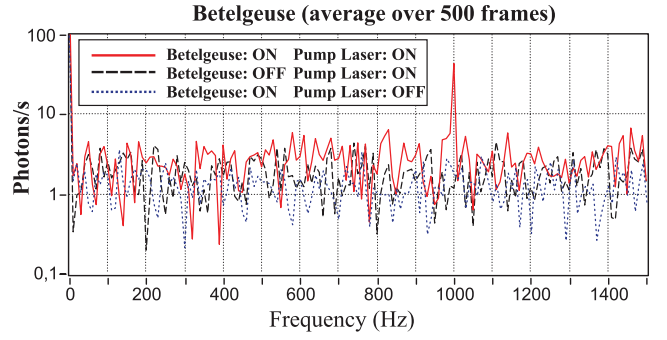 Betelgeuse (average over 500 frames)
Photons/s
100
10
1
0,1
Betelgeuse: ON Pump Laser: ON
Betelgeuse: OFF Pump Laser: ON
Betelgeuse: ON Pump Laser: OFF
0 200 400 600 800 1000 1200 1400
Frequency (Hz)